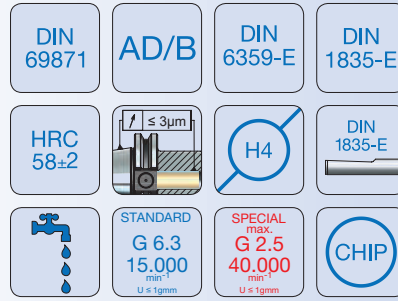 DIN
69871
AD/B
DIN
6359-E
DIN
1835-E
HRC
58±2
↗ ≤ 3µm
H4
DIN
1835-E
STANDARD
G 6.3
15.000
min⁻¹
U ≤ 1gmm
SPECIAL
max.
G 2.5
40.000
min⁻¹
U ≤ 1gmm
CHIP